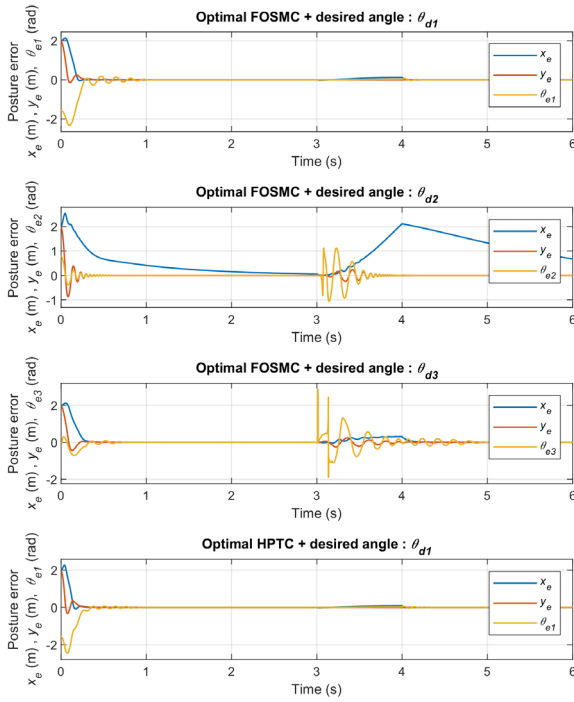 Optimal FOSMC + desired angle : θd1
Posture error
xe (m) , ye (m), θe1 (rad)
2
0
-2
xe
ye
θe1
0 1 2 3 4 5 6
Time (s)
Optimal FOSMC + desired angle : θd2
Posture error
xe (m) , ye (m), θe2 (rad)
2
1
0
-1
xe
ye
θe2
0 1 2 3 4 5 6
Time (s)
Optimal FOSMC + desired angle : θd3
Posture error
xe (m) , ye (m), θe3 (rad)
2
0
-2
xe
ye
θe3
0 1 2 3 4 5 6
Time (s)
Optimal HPTC + desired angle : θd1
Posture error
xe (m) , ye (m), θe1 (rad)
2
0
-2
xe
ye
θe1
0 1 2 3 4 5 6
Time (s)